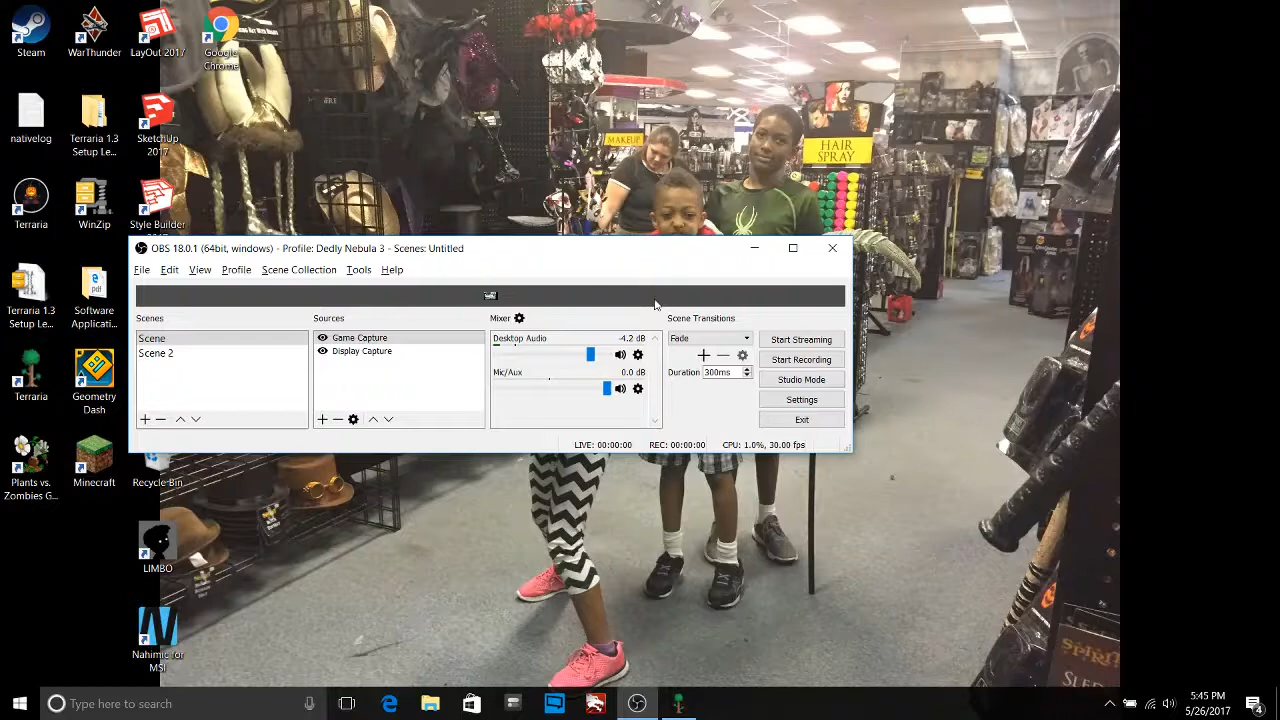 Steam
WarThunder
LayOut 2017
Google
Chrome
nativelog
Terraria 1.3
Setup Le...
SketchUp
2017
MAKEUP
HAIR
SPRAY
Terraria
WinZip
Style Builder
OBS 18.0.1 (64bit, windows) - Profile: Dedly Nebula 3 - Scenes: Untitled
File Edit View Profile Scene Collection Tools Help
Scenes Sources Mixer Scene Transitions
Scene Game Capture Desktop Audio -4.2 dB Fade Start Streaming
Scene 2 Display Capture Start Recording
Mic/Aux 0.0 dB Duration 300ms Studio Mode
Settings
Exit
LIVE: 00:00:00 REC: 00:00:00 CPU: 1.0%, 30.00 fps
Terraria 1.3
Setup Le...
pdf
Software
Applicati...
Terraria
Geometry
Dash
Plants vs.
Zombies G...
Minecraft
Recycle Bin
LIMBO
Nahimic for
MSI
SPIRIT
Type here to search
5:45 PM
5/26/2017
4